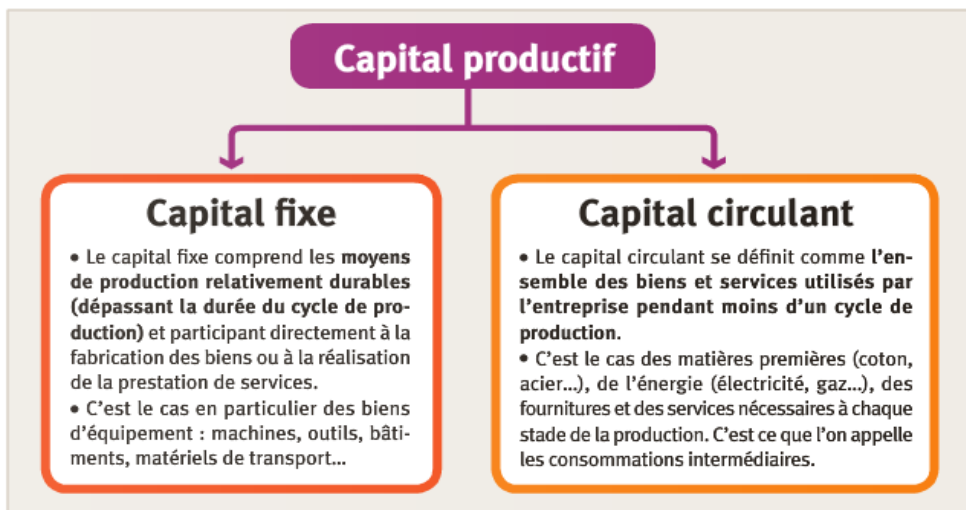 Capital productif
Capital fixe
• Le capital fixe comprend les moyens
de production relativement durables
(dépassant la durée du cycle de pro-
duction) et participant directement à la
fabrication des biens ou à la réalisation
de la prestation de services.
• C’est le cas en particulier des biens
d’équipement : machines, outils, bâti-
ments, matériels de transport...
Capital circulant
• Le capital circulant se définit comme l’en-
semble des biens et services utilisés par
l’entreprise pendant moins d’un cycle de
production.
• C’est le cas des matières premières (coton,
acier...), de l’énergie (électricité, gaz...), des
fournitures et des services nécessaires à chaque
stade de la production. C’est ce que l’on appelle
les consommations intermédiaires.